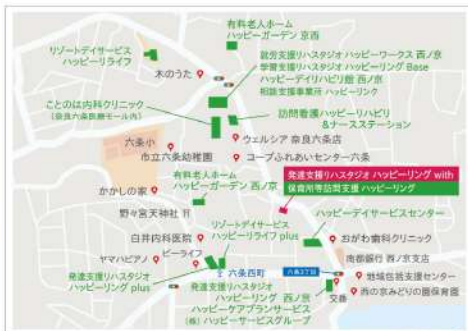 有料老人ホーム
ハッピーガーデン 京西
リゾートデイサービス
ハッピーリライフ
就労支援リハスタジオ ハッピーワークス 西ノ京
学習支援リハスタジオ ハッピーリング Base
ハッピーデイリハビリ館 西ノ京
相談支援事業所 ハッピーリンク
木のうた
ことのは内科クリニック
(奈良六条医療モール内)
訪問看護ハッピーリハビリ
&ナースステーション
六条小
ウェルシア 奈良六条店
市立六条幼稚園
コープふれあいセンター六条
有料老人ホーム
ハッピーガーデン 西ノ京
発達支援リハスタジオ ハッピーリング with
保育所等訪問支援 ハッピーリング
かかしの家
野々宮天神社
リゾートデイサービス
ハッピーリライフ plus
ハッピーデイサービスセンター
白井内科医院
おがわ歯科クリニック
ピーライフ
ヤマハピアノ
南都銀行 西ノ京支店
六条西町
六条3丁目
地域包括支援センター
発達支援リハスタジオ
ハッピーリング plus
発達支援リハスタジオ
ハッピーリング 西ノ京
ハッピーケアプランサービス
(株)ハッピーサービスグループ
交番
西の京みどりの園保育園